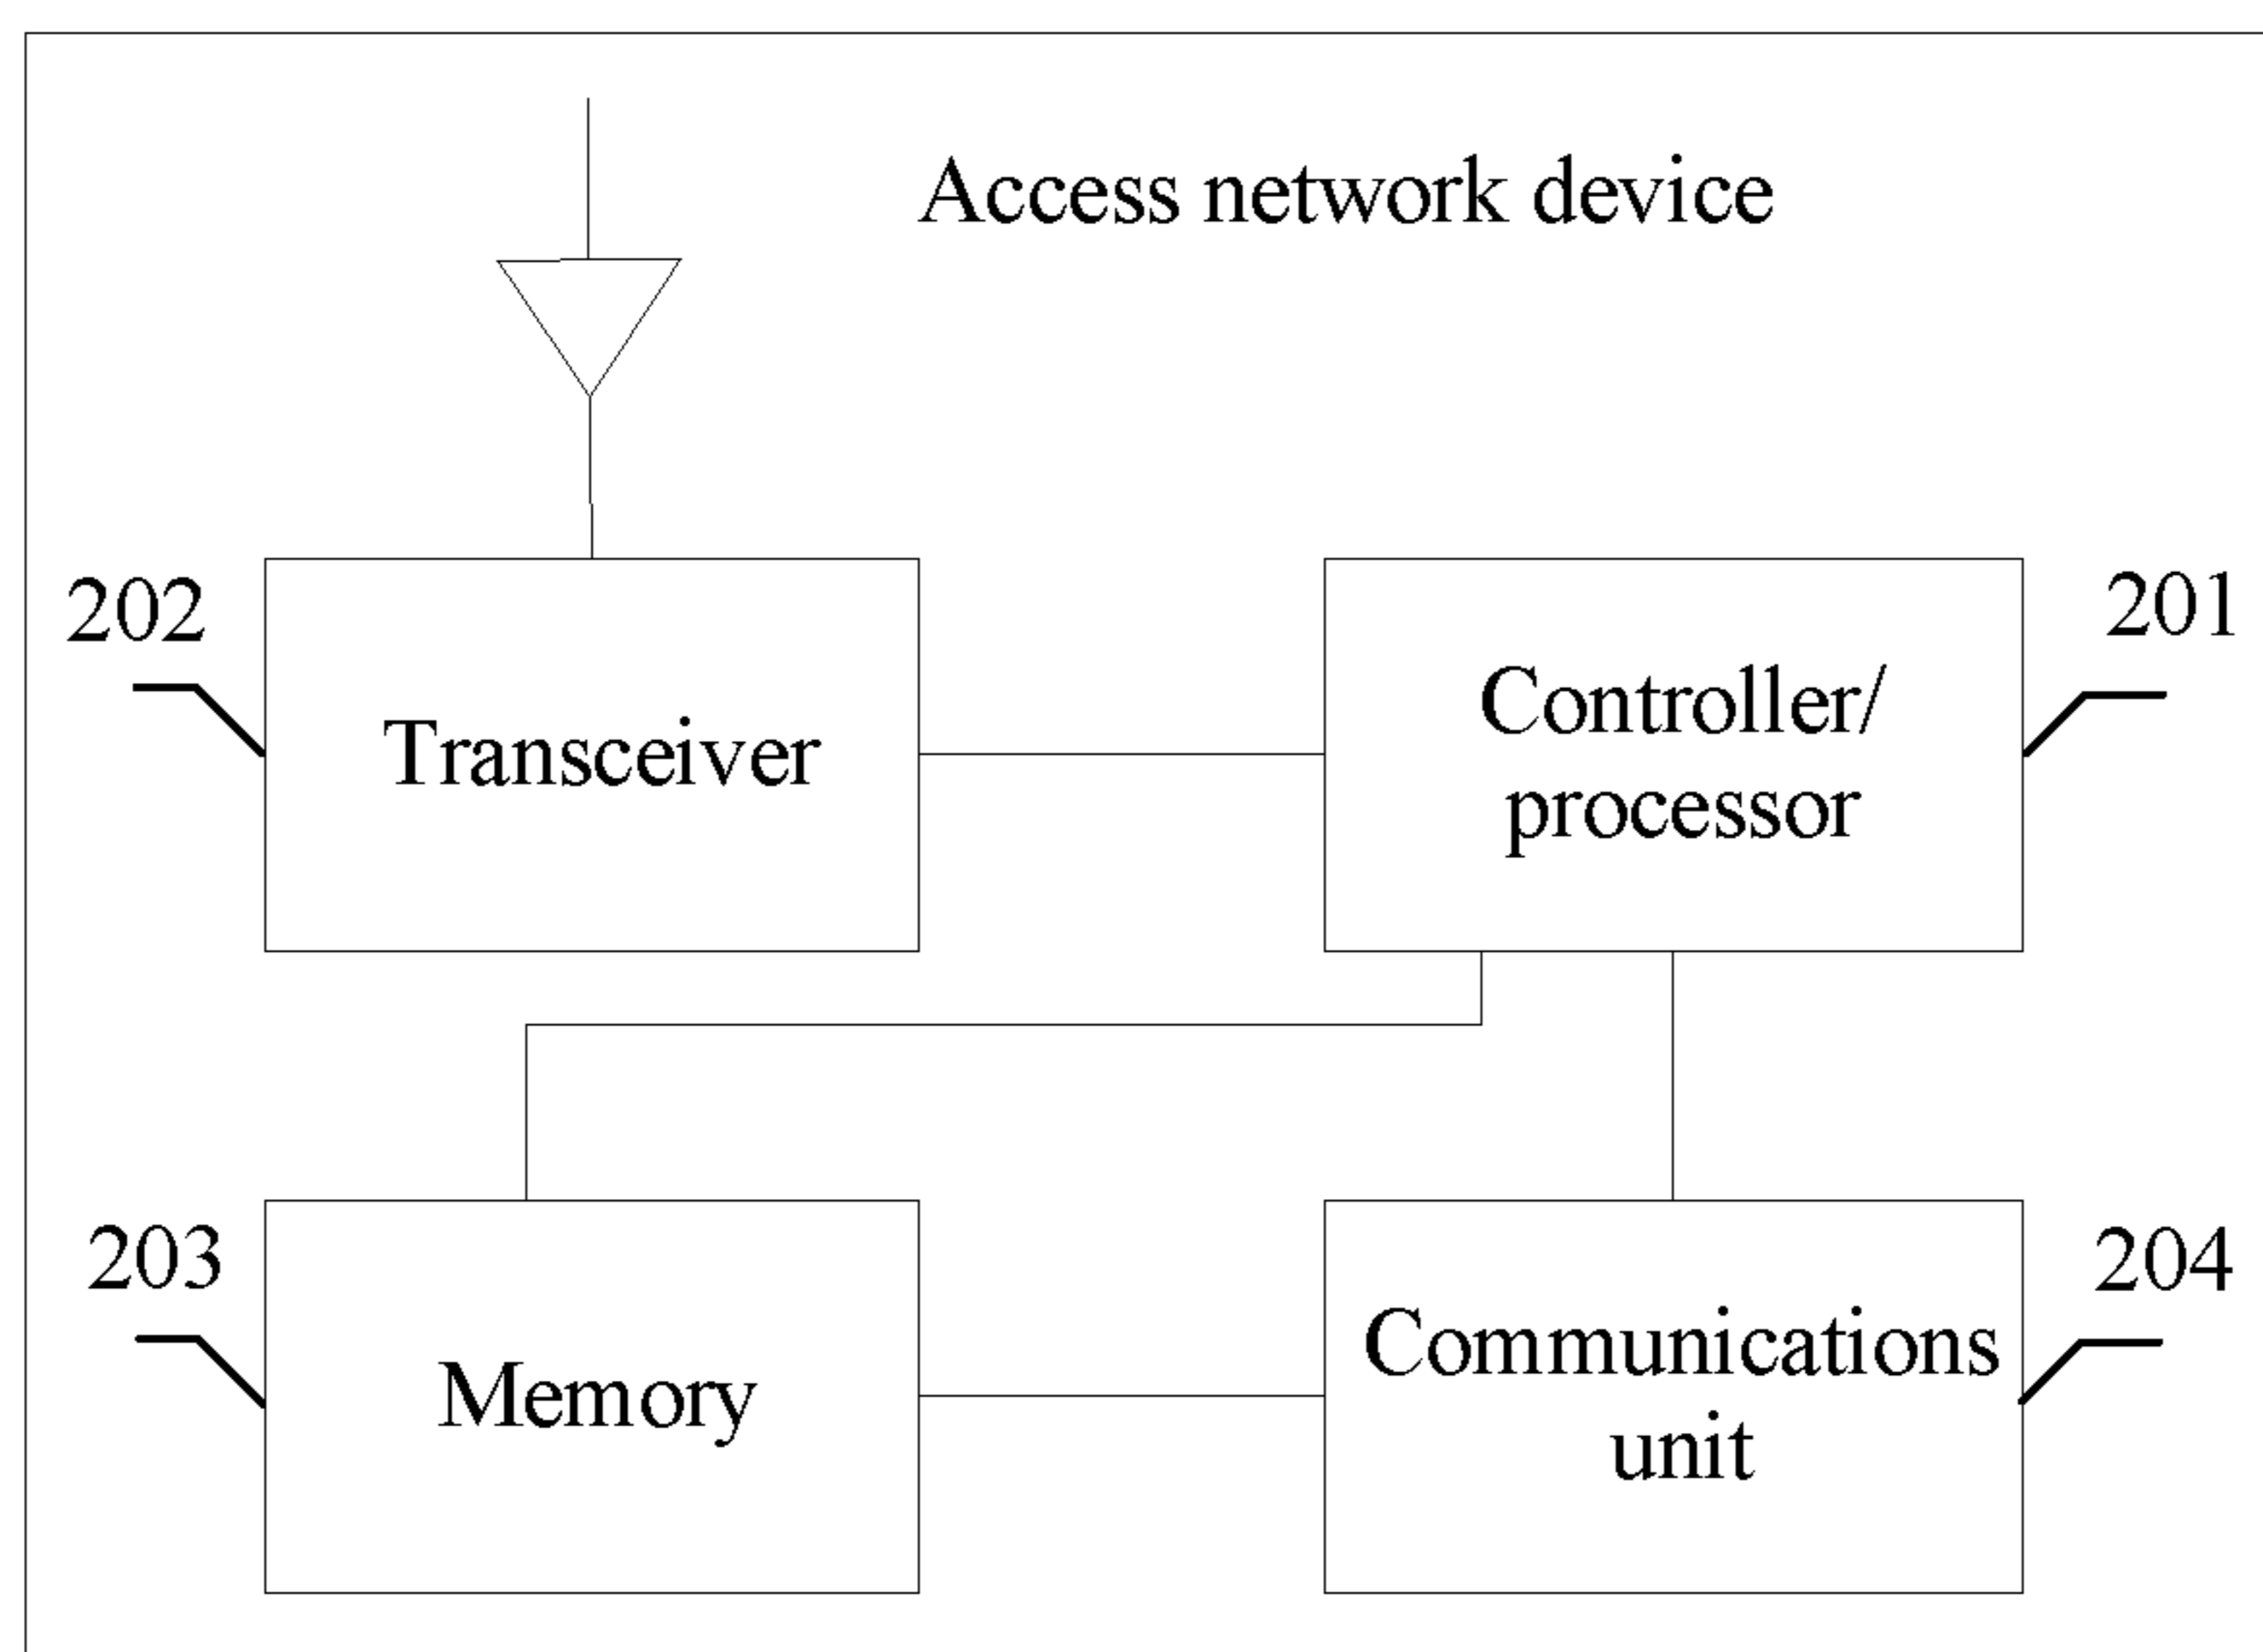 Access network device
202
Transceiver
Controller/
processor
201
203
Memory
Communications
unit
204